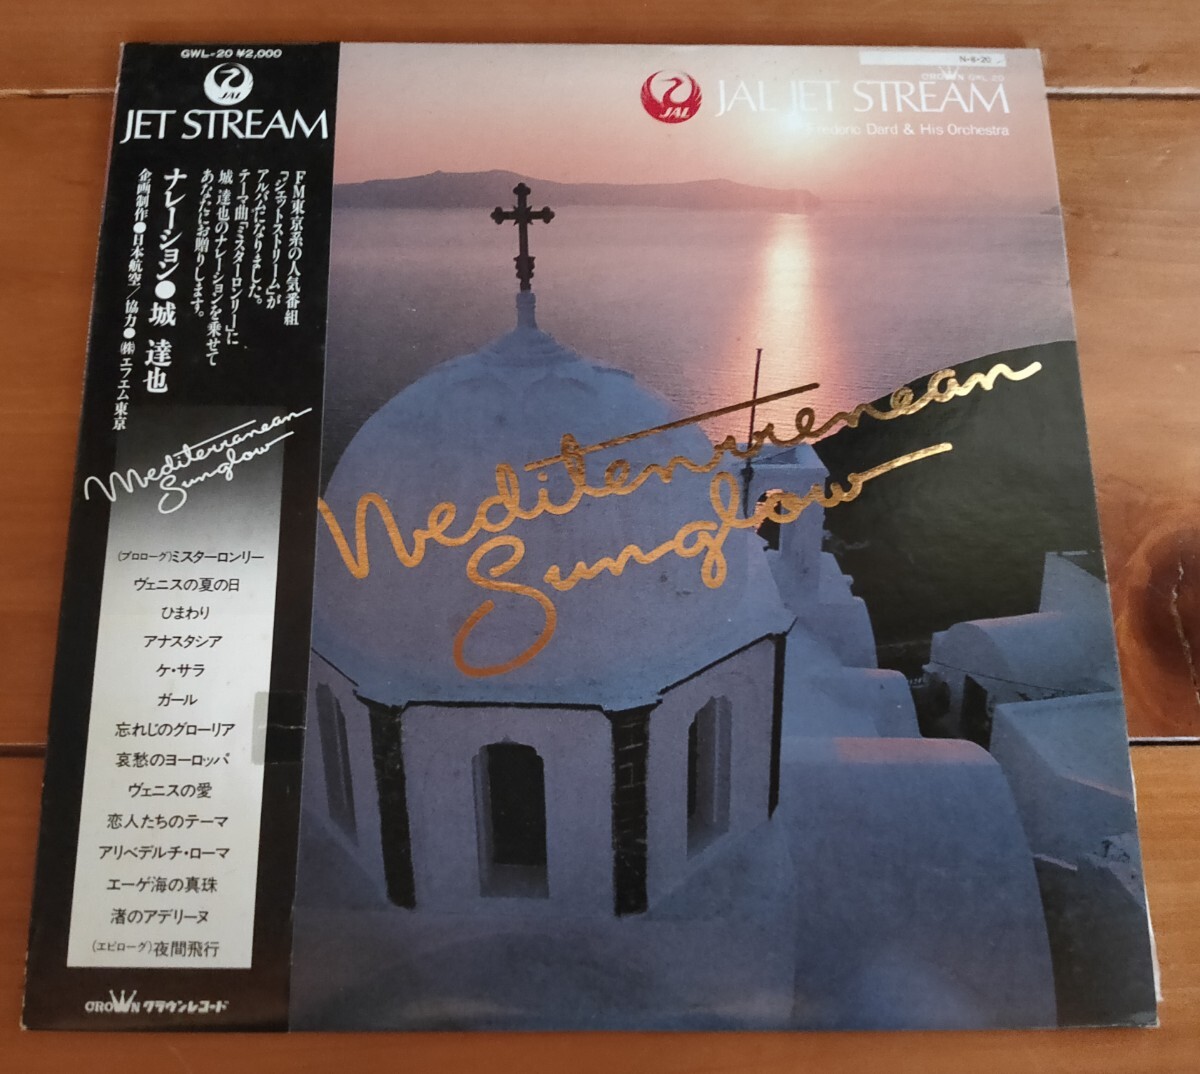 GWL-20 ¥2,000
JAL
JET STREAM
FM東京系の人気番組
「ジェットストリーム」が
アルバムになりました。
テーマ曲「ミスターロンリー」に
城 達也のナレーションを乗せて
あなたにお贈りします。
ナレーション●城 達也
企画制作●日本航空/協力●㈱エフエム東京
Mediterranean
Sunglow
(プロローグ)ミスターロンリー
ヴェニスの夏の日
ひまわり
アナスタシア
ケ・サラ
ガール
忘れじのグローリア
哀愁のヨーロッパ
ヴェニスの愛
恋人たちのテーマ
アリベデルチ・ローマ
エーゲ海の真珠
渚のアデリーヌ
(エピローグ)夜間飛行
CROWN クラウンレコード
N-6-20
CROWN GWL-20
JAL
JAL JET STREAM
Frederic Dard & His Orchestra
Mediterrenean
Sunglow